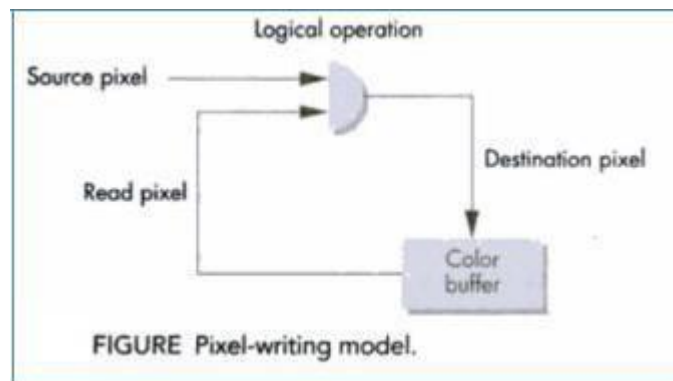 Logical operation
Source pixel
Destination pixel
Read pixel
Color
buffer
FIGURE Pixel-writing model.